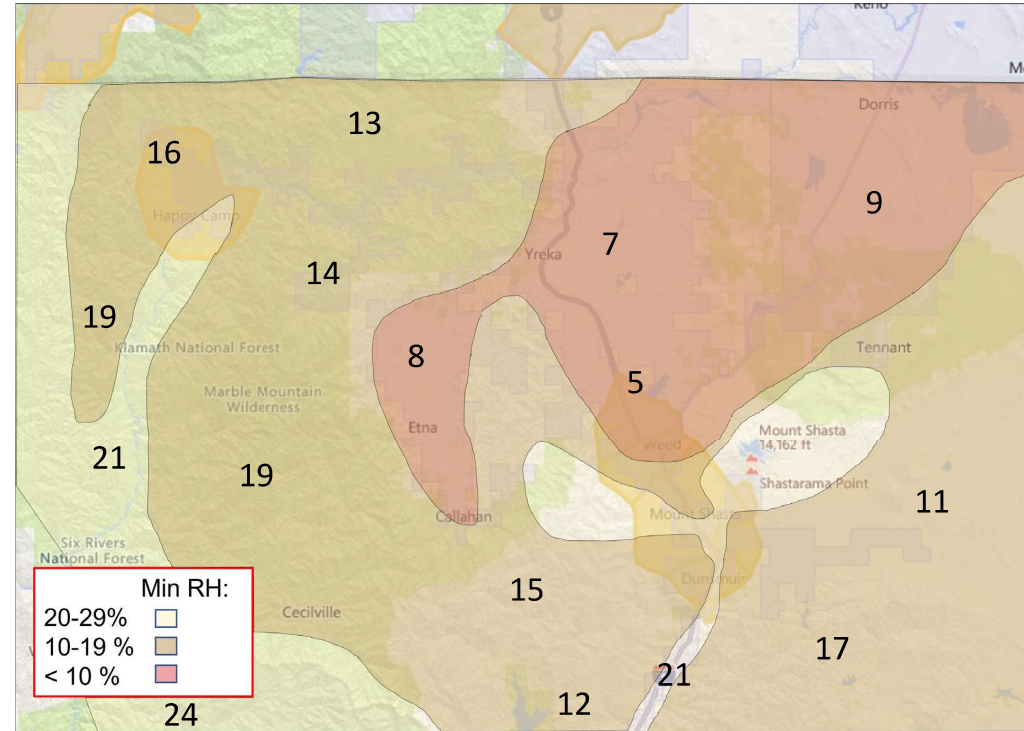 Keno
Dorris
13
16
9
Happy Camp
7
Yreka
14
19
Klamath National Forest
Tennant
8
5
Marble Mountain
Wilderness
Etna
Weed
Mount Shasta
14,162 ft
21
19
Shastarama Point
11
Callahan
Mount Shasta
Six Rivers
National Forest
Dunsmuir
15
Min RH:
20-29%
10-19 %
< 10 %
Cecilville
17
21
12
24